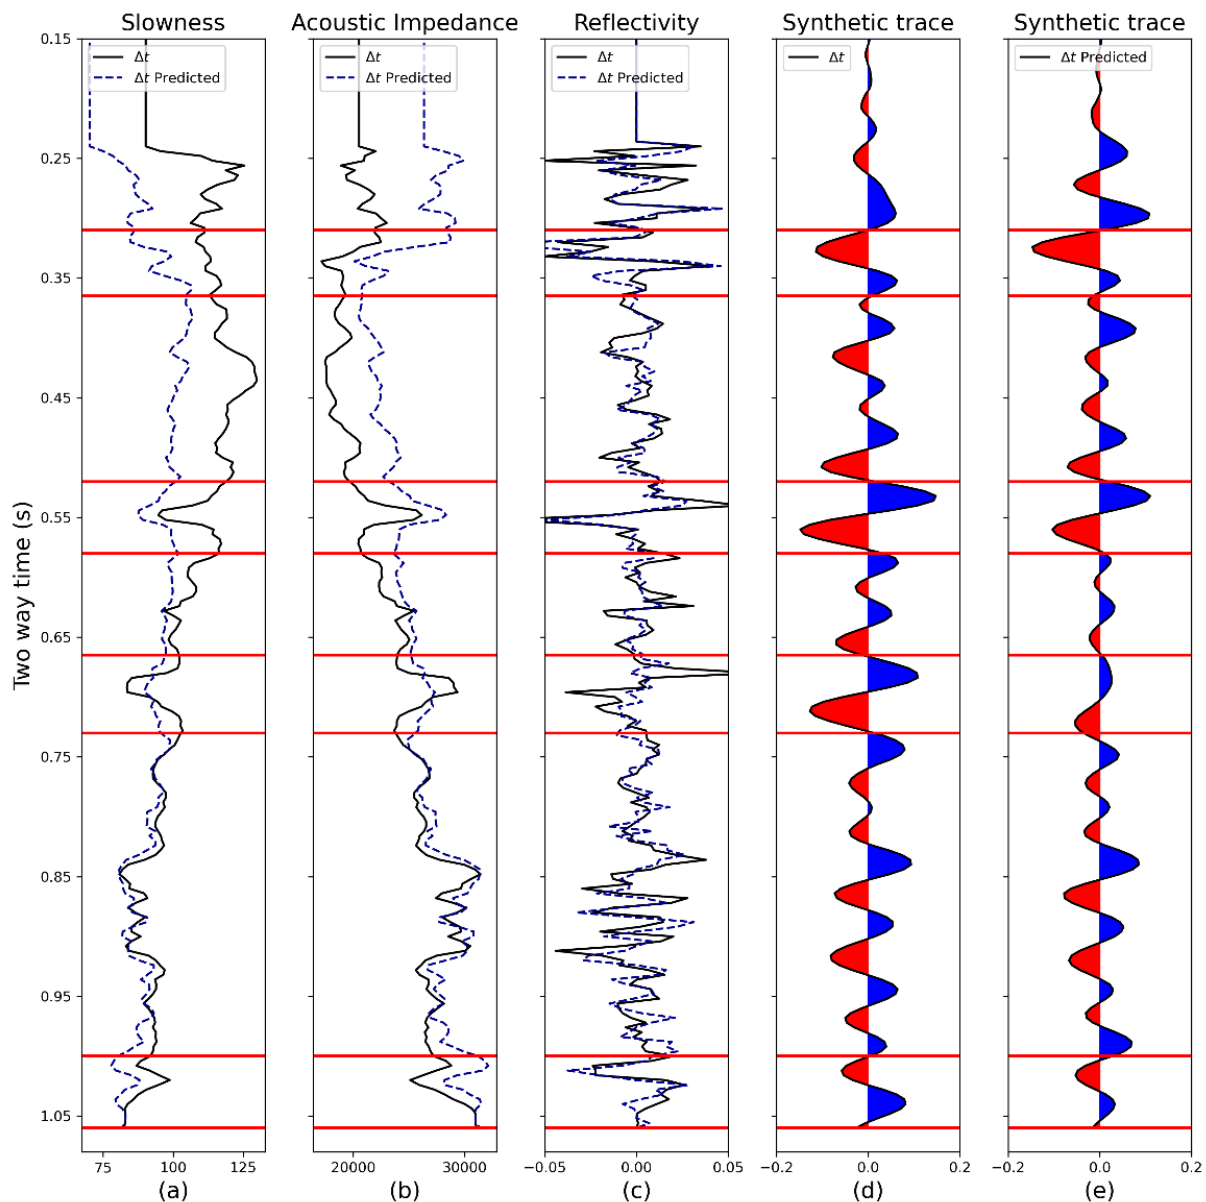 Slowness Acoustic Impedance Reflectivity Synthetic trace Synthetic trace
Δt Δt Δt Δt Δt Predicted
Δt Predicted Δt Predicted Δt Predicted
0.15
0.25
0.35
0.45
0.55
0.65
0.75
0.85
0.95
1.05
Two way time (s)
75 100 125 20000 30000 −0.05 0.00 0.05 −0.2 0.0 0.2 −0.2 0.0 0.2
(a) (b) (c) (d) (e)